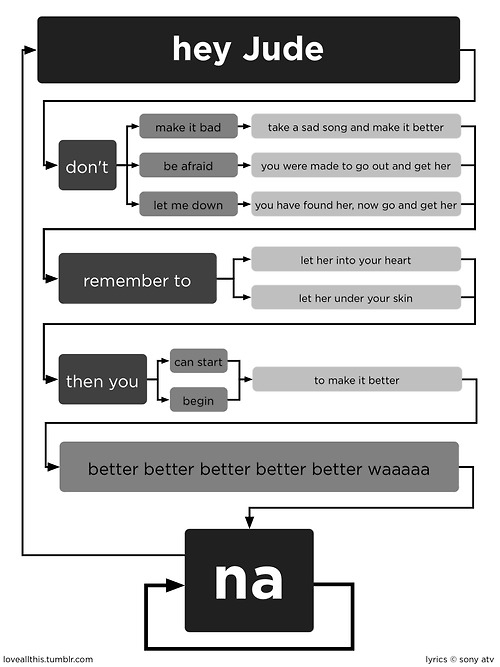 hey Jude
don't
make it bad
take a sad song and make it better
be afraid
you were made to go out and get her
let me down
you have found her, now go and get her
remember to
let her into your heart
let her under your skin
then you
can start
begin
to make it better
better better better better better waaaaa
na
loveallthis.tumblr.com
lyrics © sony atv